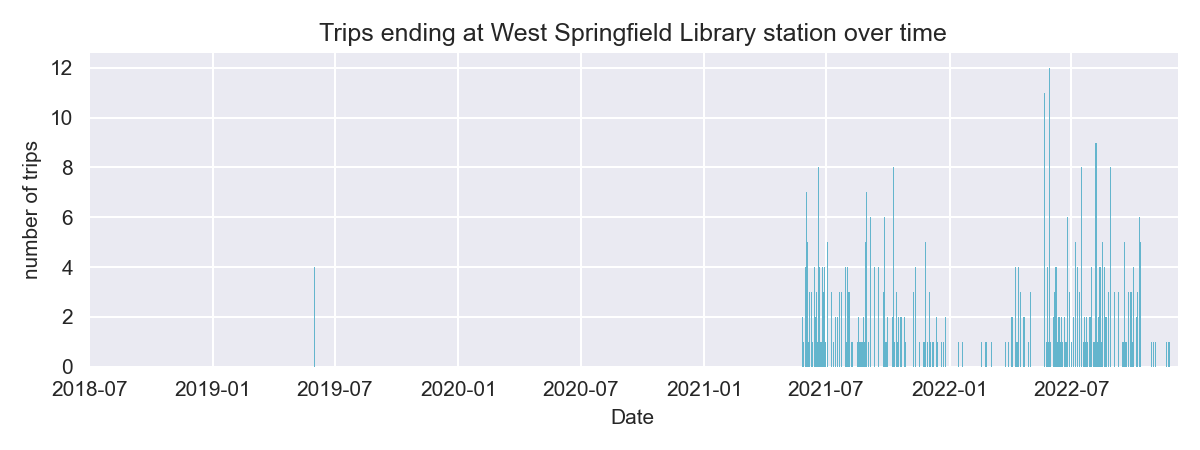 Trips ending at West Springfield Library station over time
number of trips
12
10
8
6
4
2
0
2018-07 2019-01 2019-07 2020-01 2020-07 2021-01 2021-07 2022-01 2022-07
Date